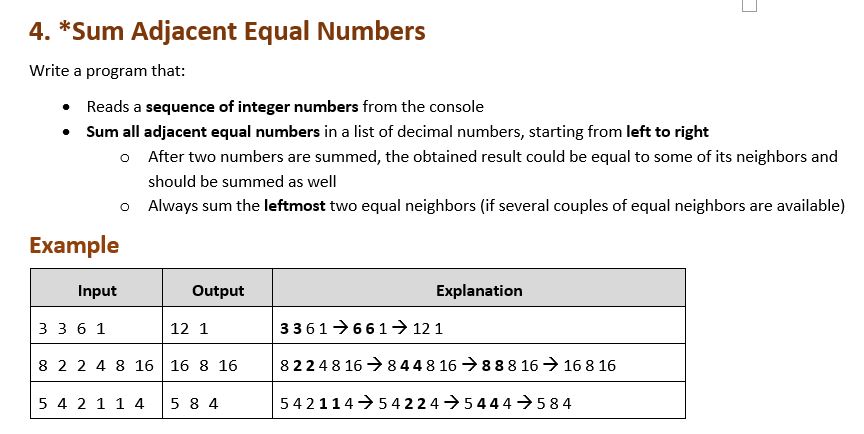 4. *Sum Adjacent Equal Numbers
Write a program that:
• Reads a sequence of integer numbers from the console
• Sum all adjacent equal numbers in a list of decimal numbers, starting from left to right
o After two numbers are summed, the obtained result could be equal to some of its neighbors and
should be summed as well
o Always sum the leftmost two equal neighbors (if several couples of equal neighbors are available)
Example
Input Output Explanation
3 3 6 1 12 1 3 3 6 1 → 6 6 1 → 12 1
8 2 2 4 8 16 16 8 16 8 2 2 4 8 16 → 8 4 4 8 16 → 8 8 8 16 → 16 8 16
5 4 2 1 1 4 5 8 4 5 4 2 1 1 4 → 5 4 2 2 4 → 5 4 4 4 → 5 8 4